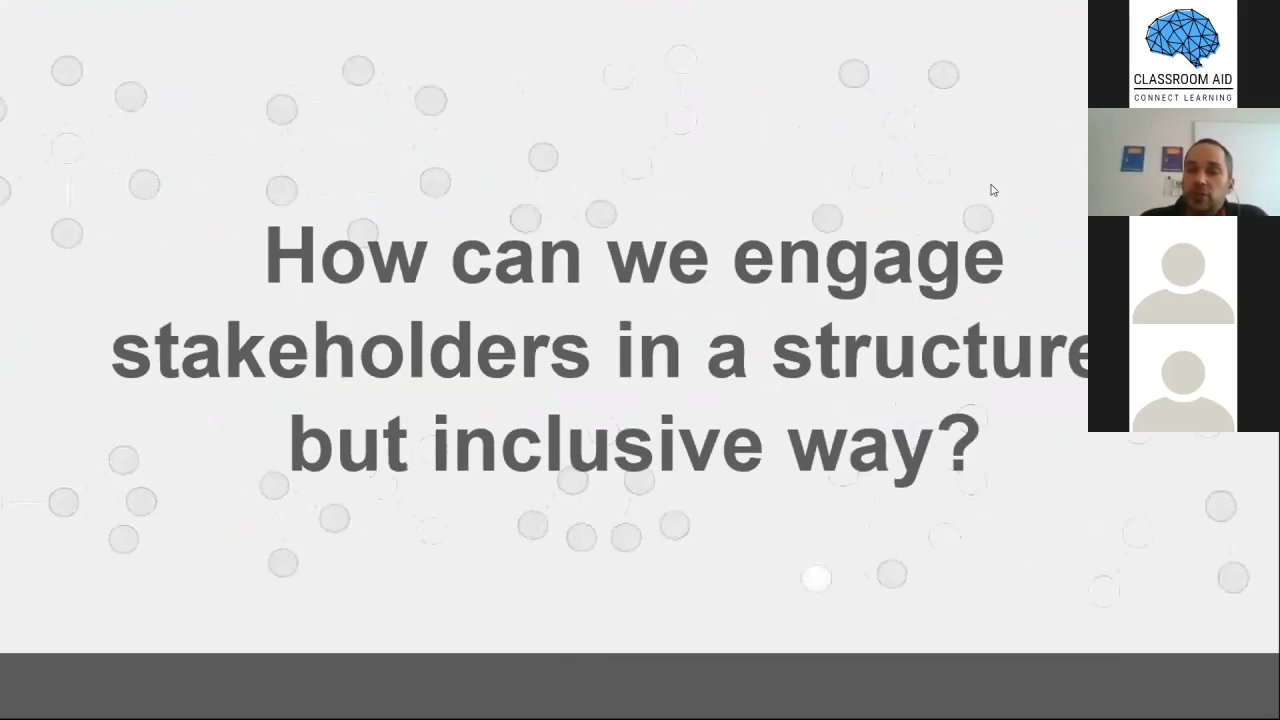 How can we engage
stakeholders in a structure
but inclusive way?
CLASSROOM AID
CONNECT LEARNING